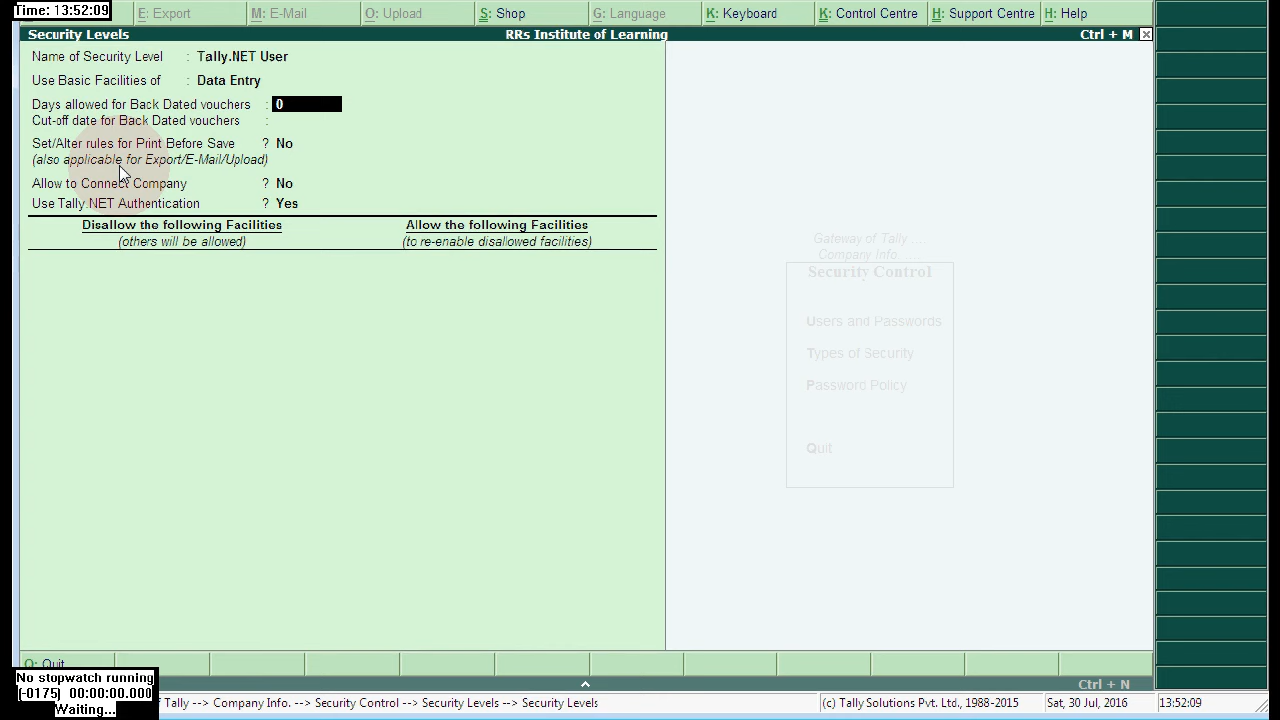 Time: 13:52:09
E: Export M: E-Mail O: Upload S: Shop G: Language K: Keyboard K: Control Centre H: Support Centre H: Help
Security Levels RRs Institute of Learning Ctrl + M
Name of Security Level : Tally.NET User
Use Basic Facilities of : Data Entry
Days allowed for Back Dated vouchers : 0
Cut-off date for Back Dated vouchers :
Set/Alter rules for Print Before Save ? No
(also applicable for Export/E-Mail/Upload)
Allow to Connect Company ? No
Use Tally.NET Authentication ? Yes
Disallow the following Facilities Allow the following Facilities
(others will be allowed) (to re-enable disallowed facilities)
Gateway of Tally ....
Company Info. ....
Security Control
Users and Passwords
Types of Security
Password Policy
Quit
Q: Quit
Ctrl + N
No stopwatch running
[-0175] 00:00:00.000
Waiting...
f Tally --> Company Info. --> Security Control --> Security Levels --> Security Levels (c) Tally Solutions Pvt. Ltd., 1988-2015 Sat, 30 Jul, 2016 13:52:09